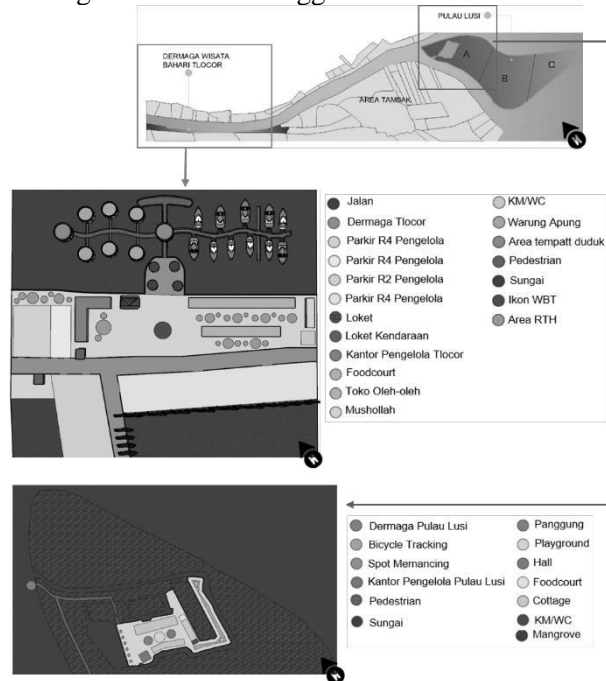 PULAU LUSI
DERMAGA WISATA
BAHARI TLOCOR
A
B
C
AREA TAMBAK
Jalan
Dermaga Tlocor
Parkir R4 Pengelola
Parkir R4 Pengelola
Parkir R2 Pengelola
Parkir R4 Pengelola
Loket
Loket Kendaraan
Kantor Pengelola Tlocor
Foodcourt
Toko Oleh-oleh
Mushollah
KM/WC
Warung Apung
Area tempatt duduk
Pedestrian
Sungai
Ikon WBT
Area RTH
Dermaga Pulau Lusi
Bicycle Tracking
Spot Memancing
Kantor Pengelola Pulau Lusi
Pedestrian
Sungai
Panggung
Playground
Hall
Foodcourt
Cottage
KM/WC
Mangrove